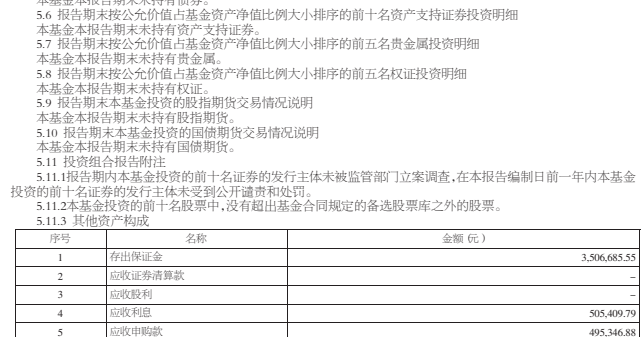 本基金本报告期末未持有债券。
5.6 报告期末按公允价值占基金资产净值比例大小排序的前十名资产支持证券投资明细
本基金本报告期末未持有资产支持证券。
5.7 报告期末按公允价值占基金资产净值比例大小排序的前五名贵金属投资明细
本基金本报告期末未持有贵金属。
5.8 报告期末按公允价值占基金资产净值比例大小排序的前五名权证投资明细
本基金本报告期末未持有权证。
5.9 报告期末本基金投资的股指期货交易情况说明
本基金本报告期末未持有股指期货。
5.10 报告期末本基金投资的国债期货交易情况说明
本基金本报告期末未持有国债期货。
5.11 投资组合报告附注
5.11.1报告期内本基金投资的前十名证券的发行主体未被监管部门立案调查,在本报告编制日前一年内本基金
投资的前十名证券的发行主体未受到公开谴责和处罚。
5.11.2本基金投资的前十名股票中,没有超出基金合同规定的备选股票库之外的股票。
5.11.3 其他资产构成
序号 名称 金额(元)
1 存出保证金 3,506,685.55
2 应收证券清算款 –
3 应收股利 –
4 应收利息 505,409.79
5 应收申购款 495,346.88